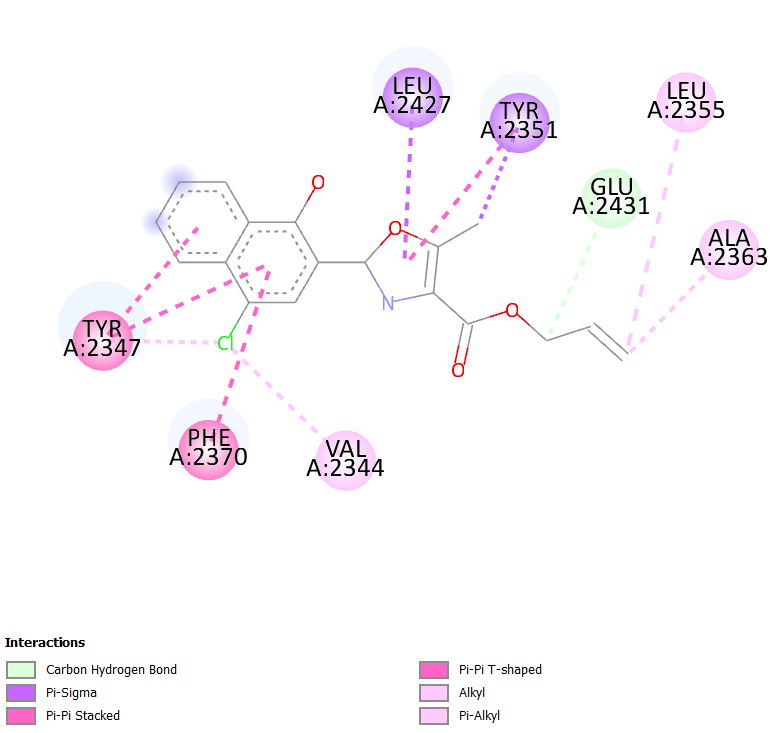 LEU
A:2427
TYR
A:2351
LEU
A:2355
GLU
A:2431
ALA
A:2363
O
O
N
O
O
Cl
TYR
A:2347
PHE
A:2370
VAL
A:2344
Interactions
Carbon Hydrogen Bond
Pi-Sigma
Pi-Pi Stacked
Pi-Pi T-shaped
Alkyl
Pi-Alkyl